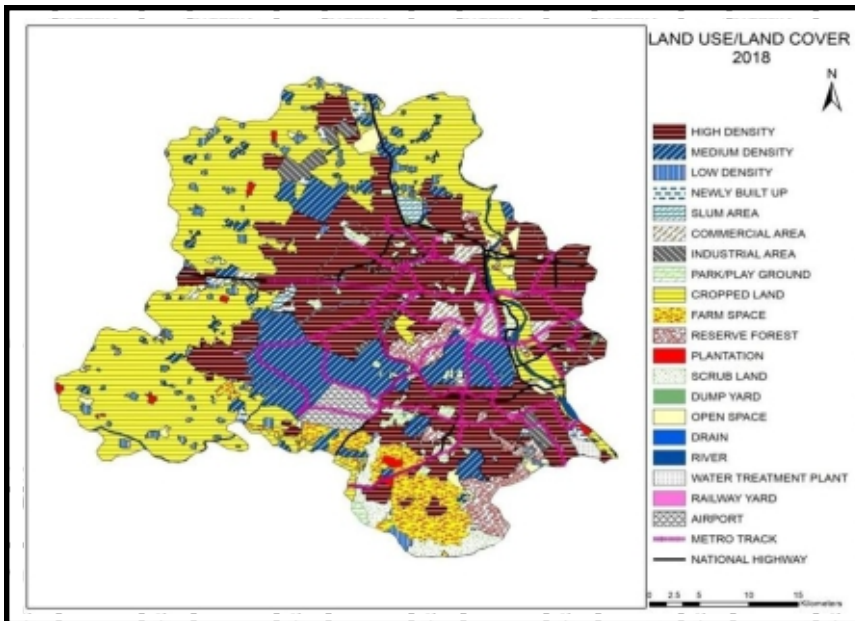 LAND USE/LAND COVER
2018
N
HIGH DENSITY
MEDIUM DENSITY
LOW DENSITY
NEWLY BUILT UP
SLUM AREA
COMMERCIAL AREA
INDUSTRIAL AREA
PARK/PLAY GROUND
CROPPED LAND
FARM SPACE
RESERVE FOREST
PLANTATION
SCRUB LAND
DUMP YARD
OPEN SPACE
DRAIN
RIVER
WATER TREATMENT PLANT
RAILWAY YARD
AIRPORT
METRO TRACK
NATIONAL HIGHWAY
0 2.5 5 10 15
Kilometers